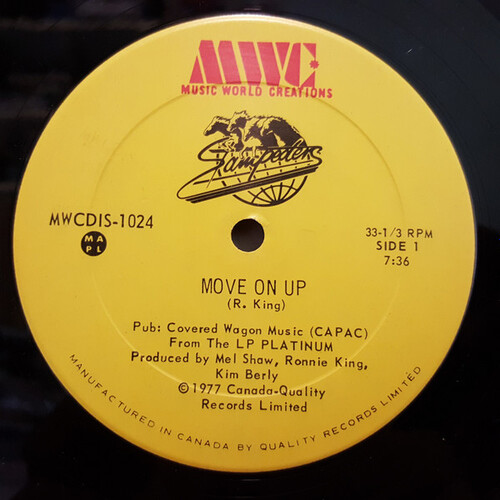 MWC
MUSIC WORLD CREATIONS
Stampeders
MWCDIS-1024
MA
PL
33-1/3 RPM
SIDE 1
7:36
MOVE ON UP
(R. King)
Pub: Covered Wagon Music (CAPAC)
From The LP PLATINUM
Produced by Mel Shaw, Ronnie King,
Kim Berly
©1977 Canada-Quality
Records Limited
MANUFACTURED IN CANADA BY QUALITY RECORDS LIMITED